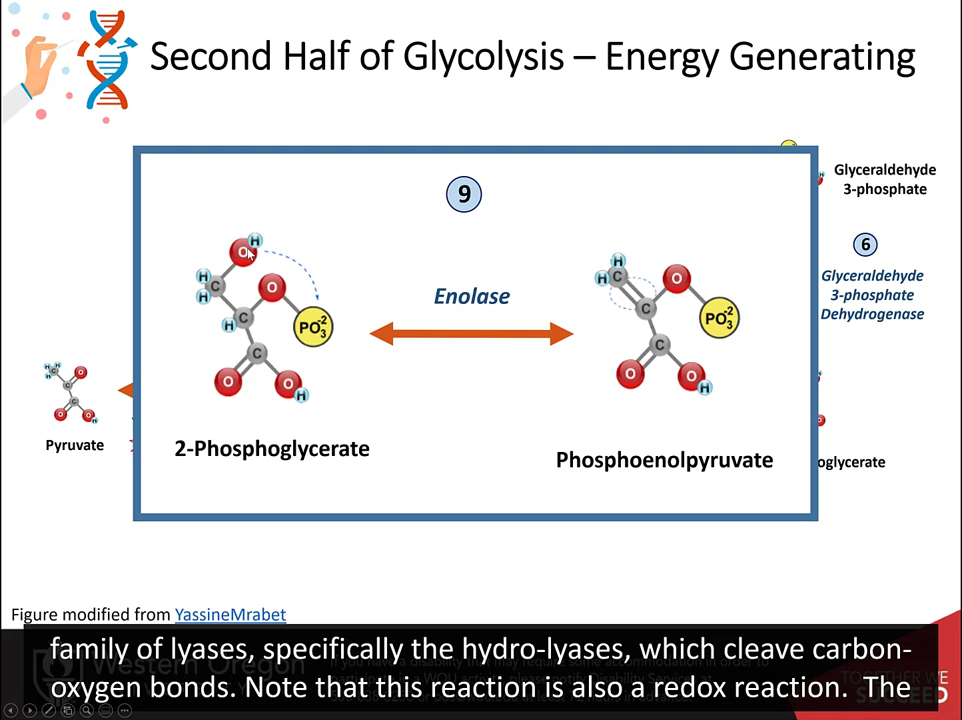 Second Half of Glycolysis – Energy Generating
9
Glyceraldehyde
3-phosphate
6
Glyceraldehyde
3-phosphate
Dehydrogenase
Enolase
H
O
H
H
C
O
H
C
PO₃⁻²
C
O
O
H
H
H
C
O
C
PO₃⁻²
C
O
O
H
Pyruvate
2-Phosphoglycerate
Phosphoenolpyruvate
oglycerate
Figure modified from YassineMrabet
family of lyases, specifically the hydro-lyases, which cleave carbon-
oxygen bonds. Note that this reaction is also a redox reaction. The